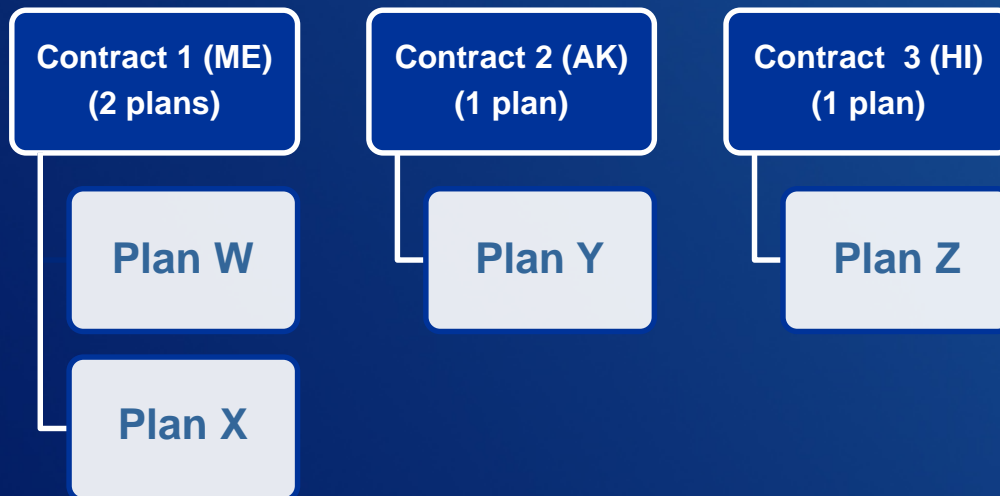 Contract 1 (ME)
(2 plans)
Plan W
Plan X
Contract 2 (AK)
(1 plan)
Plan Y
Contract  3 (HI)
(1 plan)
Plan Z